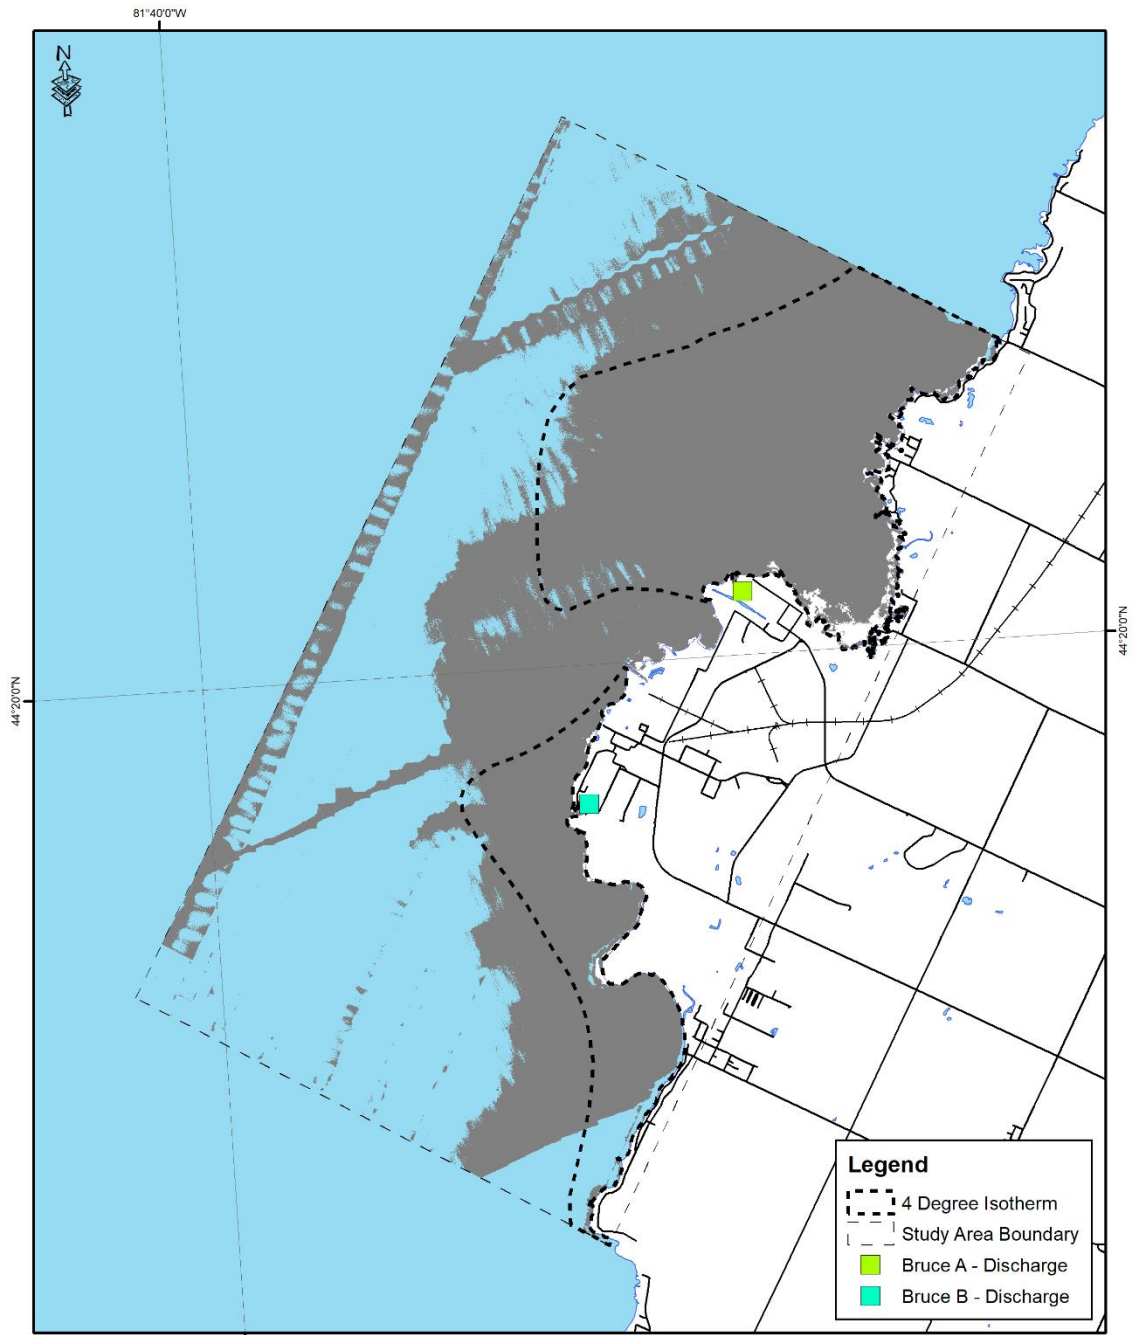 81°40'0"W
N
44°20'0"N
44°20'0"N
Legend
4 Degree Isotherm
Study Area Boundary
Bruce A - Discharge
Bruce B - Discharge